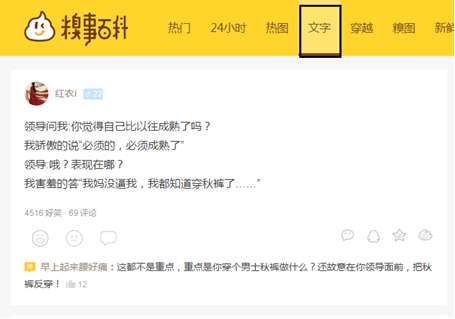 糗事百科 热门 24小时 热图 文字 穿越 糗图 新鲜
红衣i ♂22
领导问我:你觉得自己比以往成熟了吗？
我骄傲的说“必须的，必须成熟了”
领导:哦？表现在哪？
我害羞的答“我妈没逼我，我都知道穿秋裤了……”
4516 好笑 · 69 评论
早上起来腰好痛：这都不是重点，重点是你穿个男士秋裤做什么？还故意在你领导面前，把秋
裤反穿！ 12